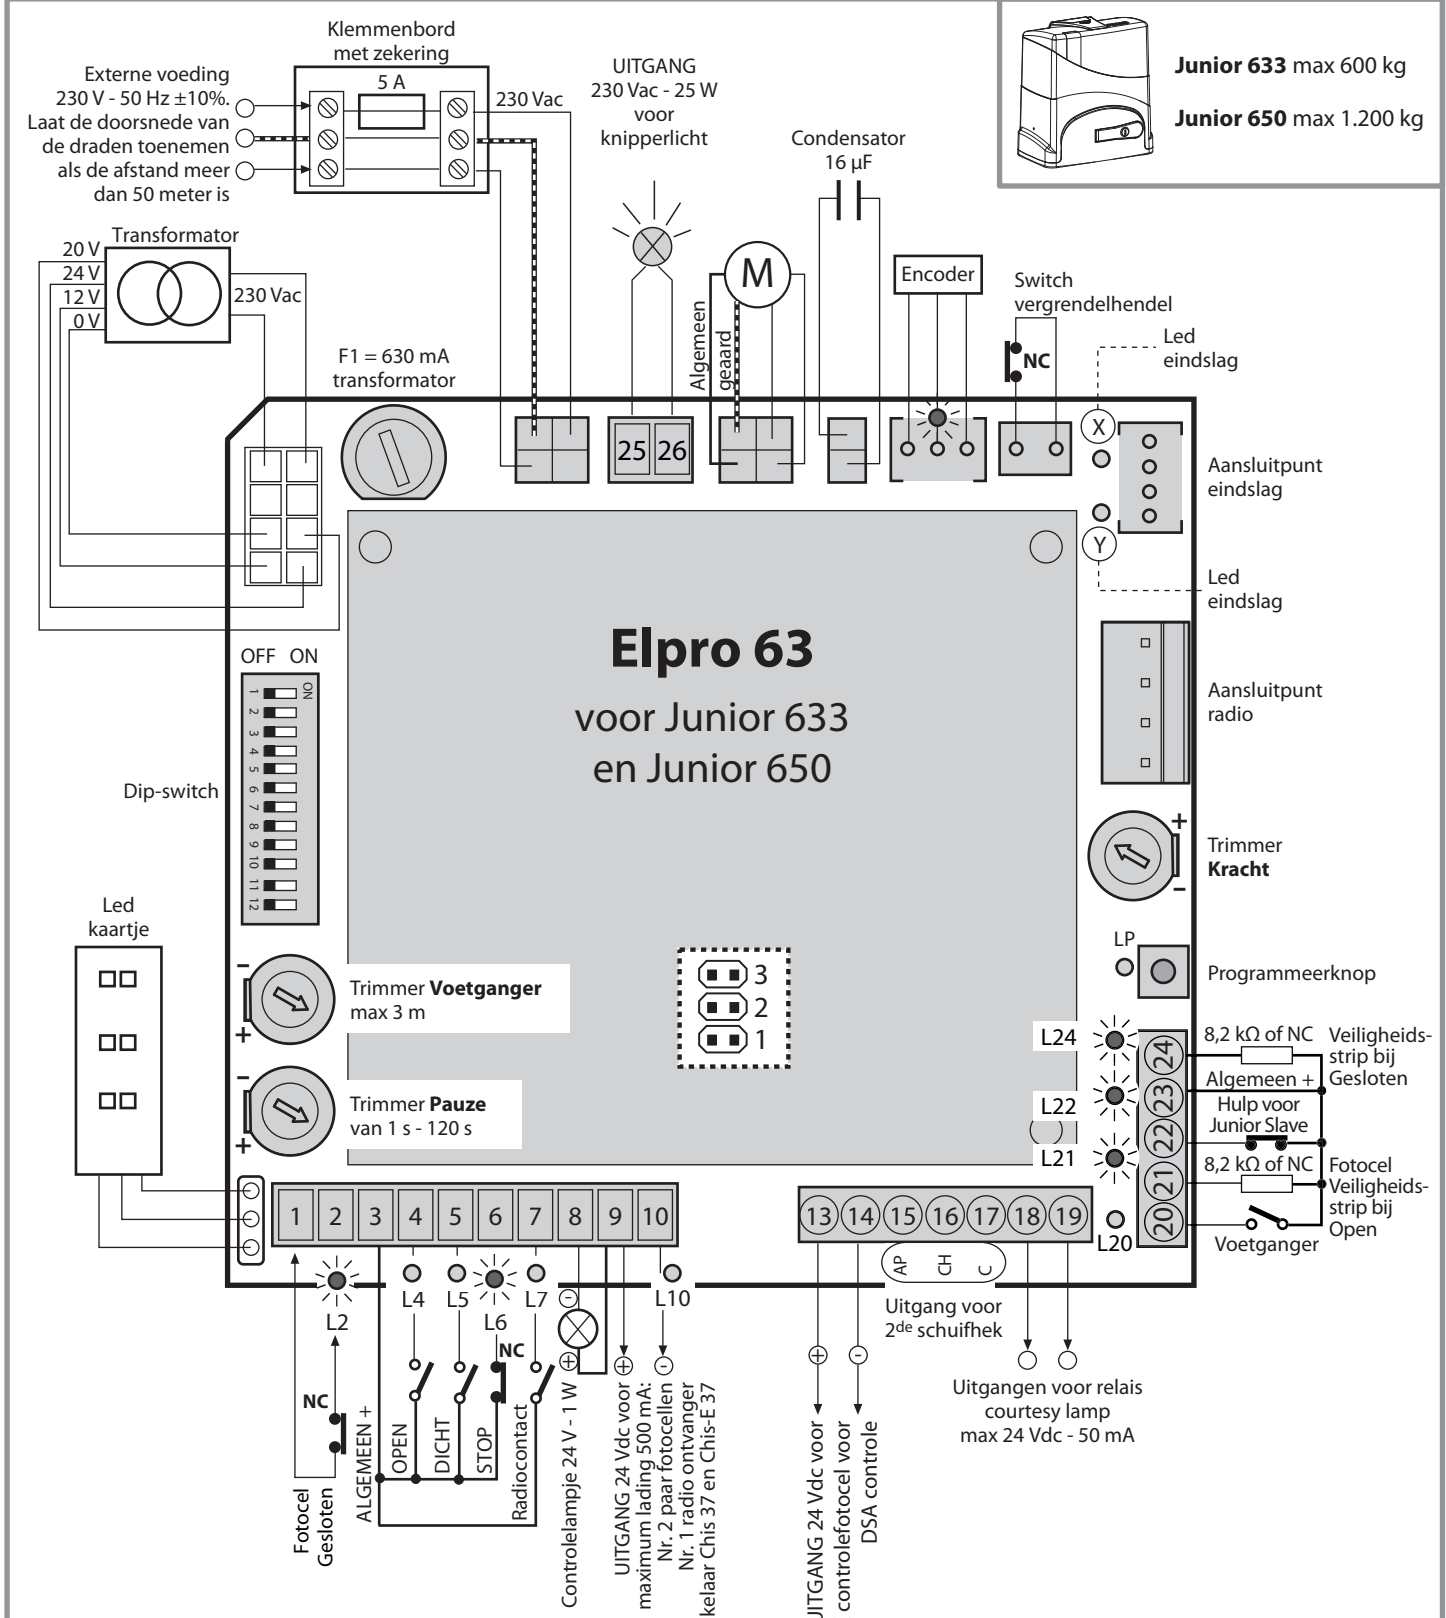 Klemmenbord
met zekering
5 A
Externe voeding
230 V - 50 Hz ±10%.
Laat de doorsnede van
de draden toenemen
als de afstand meer
dan 50 meter is
230 Vac
UITGANG
230 Vac - 25 W
voor
knipperlicht
Condensator
16 µF
Junior 633 max 600 kg
Junior 650 max 1.200 kg
Transformator
20 V
24 V
12 V
0 V
230 Vac
F1 = 630 mA
transformator
M
Algemeen
geaard
Encoder
Switch
vergrendelhendel
NC
Led
eindslag
25
26
X
Y
Aansluitpunt
eindslag
Led
eindslag
Elpro 63
voor Junior 633
en Junior 650
OFF ON
ON
1
2
3
4
5
6
7
8
9
10
11
12
Dip-switch
Aansluitpunt
radio
+
-
Trimmer
Kracht
Led
kaartje
LP
Programmeerknop
-
+
Trimmer Voetganger
max 3 m
-
+
Trimmer Pauze
van 1 s - 120 s
3
2
1
L24
L22
L21
L20
24
23
22
21
20
8,2 kΩ of NC
Veiligheids-
strip bij
Gesloten
Algemeen +
Hulp voor
Junior Slave
8,2 kΩ of NC
Fotocel
Veiligheids-
strip bij
Open
Voetganger
1 2 3 4 5 6 7 8 9 10
13 14 15 16 17 18 19
AP
CH
C
L2
L4
L5
L6
L7
L10
NC
NC
-
+
+
-
+
-
Uitgang voor
2de schuifhek
Uitgangen voor relais
courtesy lamp
max 24 Vdc - 50 mA
Fotocel
Gesloten
ALGEMEEN +
OPEN
DICHT
STOP
Radiocontact
Controlelampje 24 V - 1 W
UITGANG 24 Vdc voor
maximum lading 500 mA:
Nr. 2 paar fotocellen
Nr. 1 radio ontvanger
kelaar Chis 37 en Chis-E 37
UITGANG 24 Vdc voor
controlefotocel voor
DSA controle